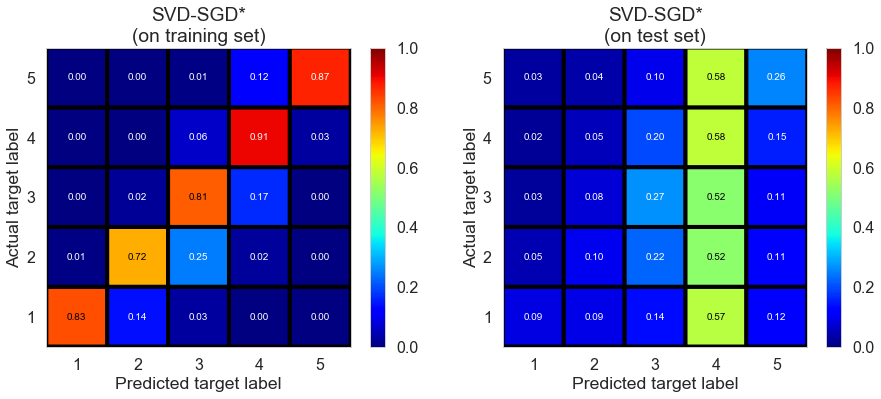 SVD-SGD*
(on training set)
Actual target label
5
0.00 0.00 0.01 0.12 0.87
4
0.00 0.00 0.06 0.91 0.03
3
0.00 0.02 0.81 0.17 0.00
2
0.01 0.72 0.25 0.02 0.00
1
0.83 0.14 0.03 0.00 0.00
1 2 3 4 5
Predicted target label
1.0
0.8
0.6
0.4
0.2
0.0
SVD-SGD*
(on test set)
Actual target label
5
0.03 0.04 0.10 0.58 0.26
4
0.02 0.05 0.20 0.58 0.15
3
0.03 0.08 0.27 0.52 0.11
2
0.05 0.10 0.22 0.52 0.11
1
0.09 0.09 0.14 0.57 0.12
1 2 3 4 5
Predicted target label
1.0
0.8
0.6
0.4
0.2
0.0